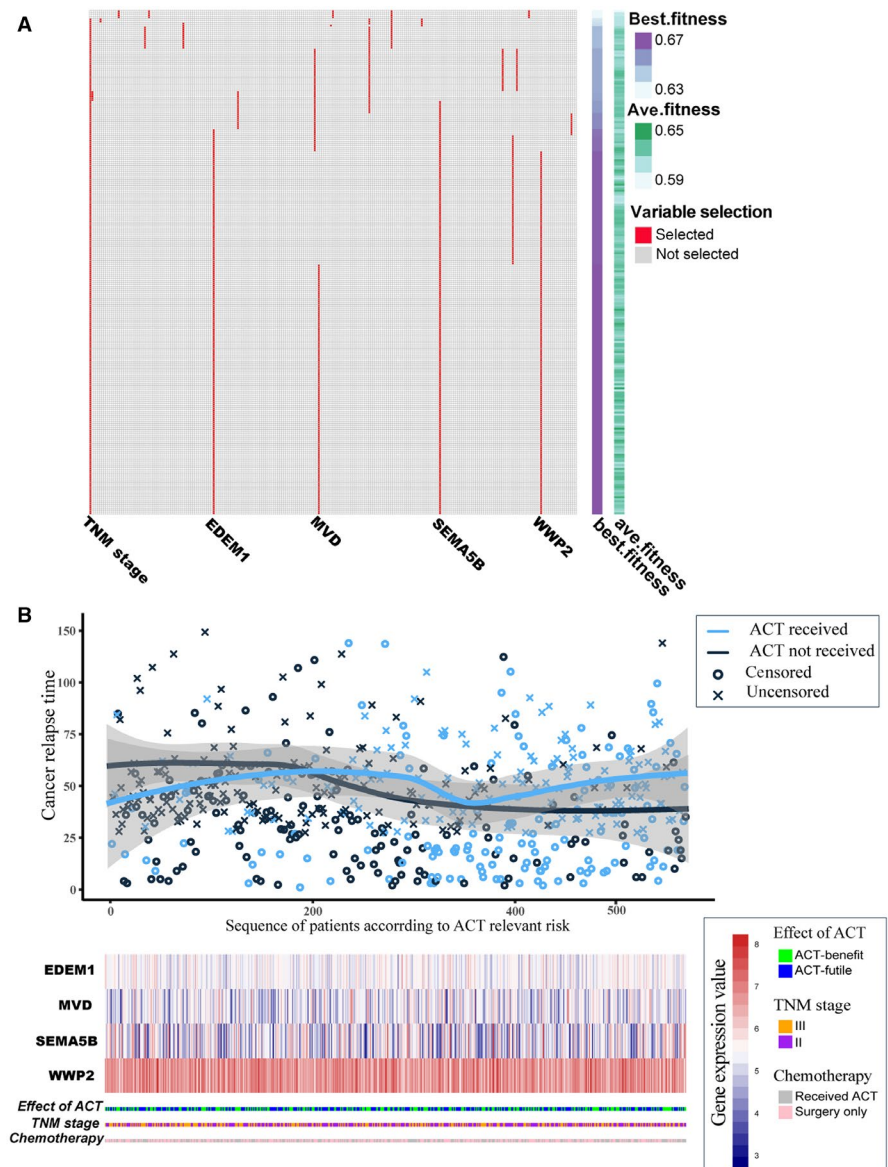 A
Best.fitness
0.67
0.63
Ave.fitness
0.65
0.59
Variable selection
Selected
Not selected
TNM stage
EDEM1
MVD
SEMA5B
WWP2
best.fitness
ave.fitness
B
Cancer relapse time
150
100
75
50
25
0
0
200
400
500
Sequence of patients accorrding to ACT relevant risk
ACT received
ACT not received
Censored
Uncensored
EDEM1
MVD
SEMA5B
WWP2
Effect of ACT
TNM stage
Chemotherapy
Gene expression value
8
7
6
5
4
3
Effect of ACT
ACT-benefit
ACT-futile
TNM stage
III
II
Chemotherapy
Received ACT
Surgery only